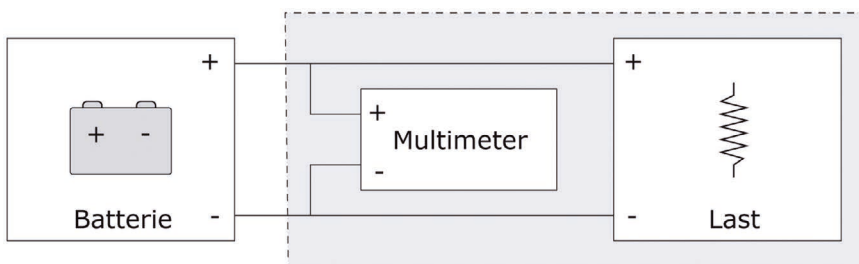 +
+
+
Multimeter
+ -
-
Batterie
-
-
Last